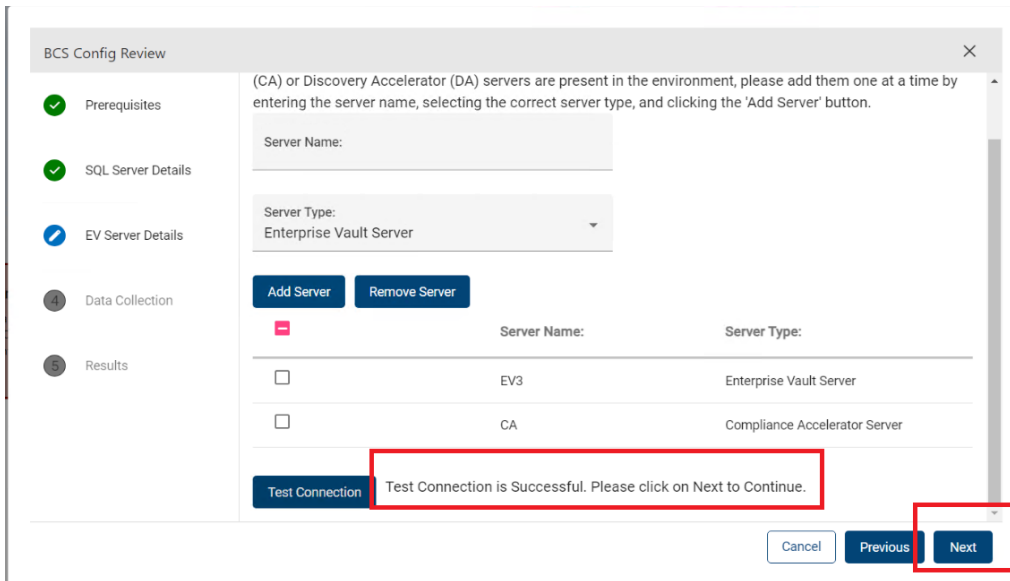 BCS Config Review
Prerequisites
SQL Server Details
EV Server Details
4 Data Collection
5 Results
(CA) or Discovery Accelerator (DA) servers are present in the environment, please add them one at a time by
entering the server name, selecting the correct server type, and clicking the 'Add Server' button.
Server Name:
Server Type:
Enterprise Vault Server
Add Server Remove Server
Server Name: Server Type:
EV3 Enterprise Vault Server
CA Compliance Accelerator Server
Test Connection Test Connection is Successful. Please click on Next to Continue.
Cancel Previous Next